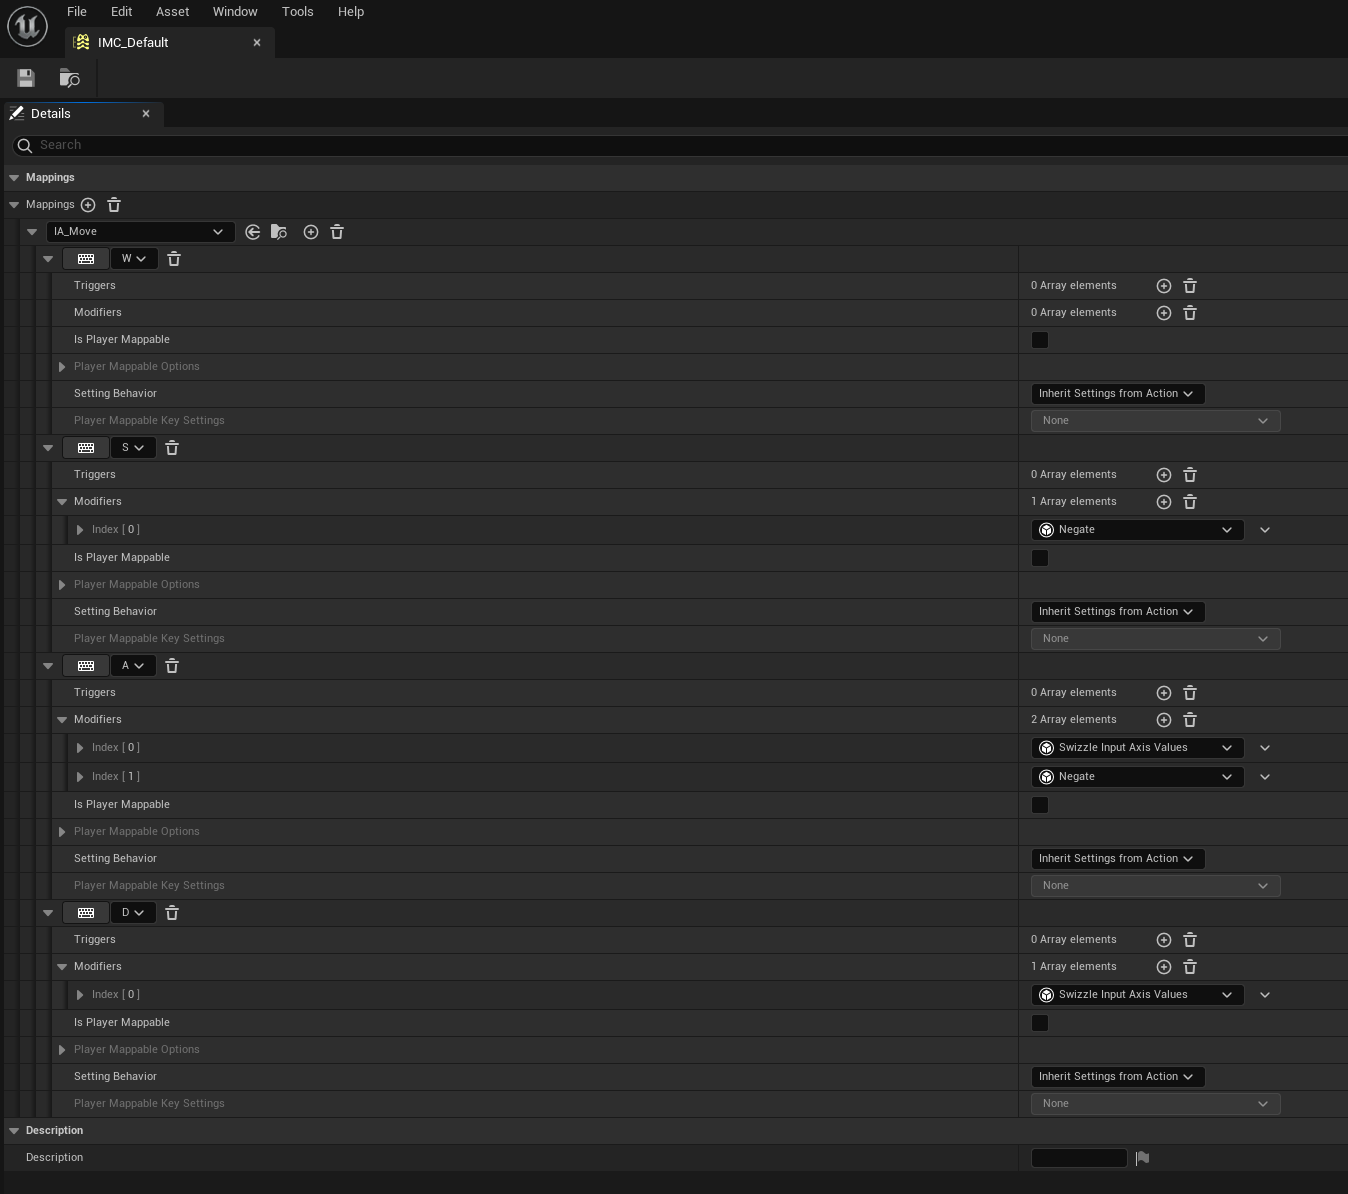 File Edit Asset Window Tools Help
IMC_Default
Details
Search
Mappings
Mappings
IA_Move
W
Triggers 0 Array elements
Modifiers 0 Array elements
Is Player Mappable
Player Mappable Options
Setting Behavior Inherit Settings from Action
Player Mappable Key Settings None
S
Triggers 0 Array elements
Modifiers 1 Array elements
Index [ 0 ] Negate
Is Player Mappable
Player Mappable Options
Setting Behavior Inherit Settings from Action
Player Mappable Key Settings None
A
Triggers 0 Array elements
Modifiers 2 Array elements
Index [ 0 ] Swizzle Input Axis Values
Index [ 1 ] Negate
Is Player Mappable
Player Mappable Options
Setting Behavior Inherit Settings from Action
Player Mappable Key Settings None
D
Triggers 0 Array elements
Modifiers 1 Array elements
Index [ 0 ] Swizzle Input Axis Values
Is Player Mappable
Player Mappable Options
Setting Behavior Inherit Settings from Action
Player Mappable Key Settings None
Description
Description